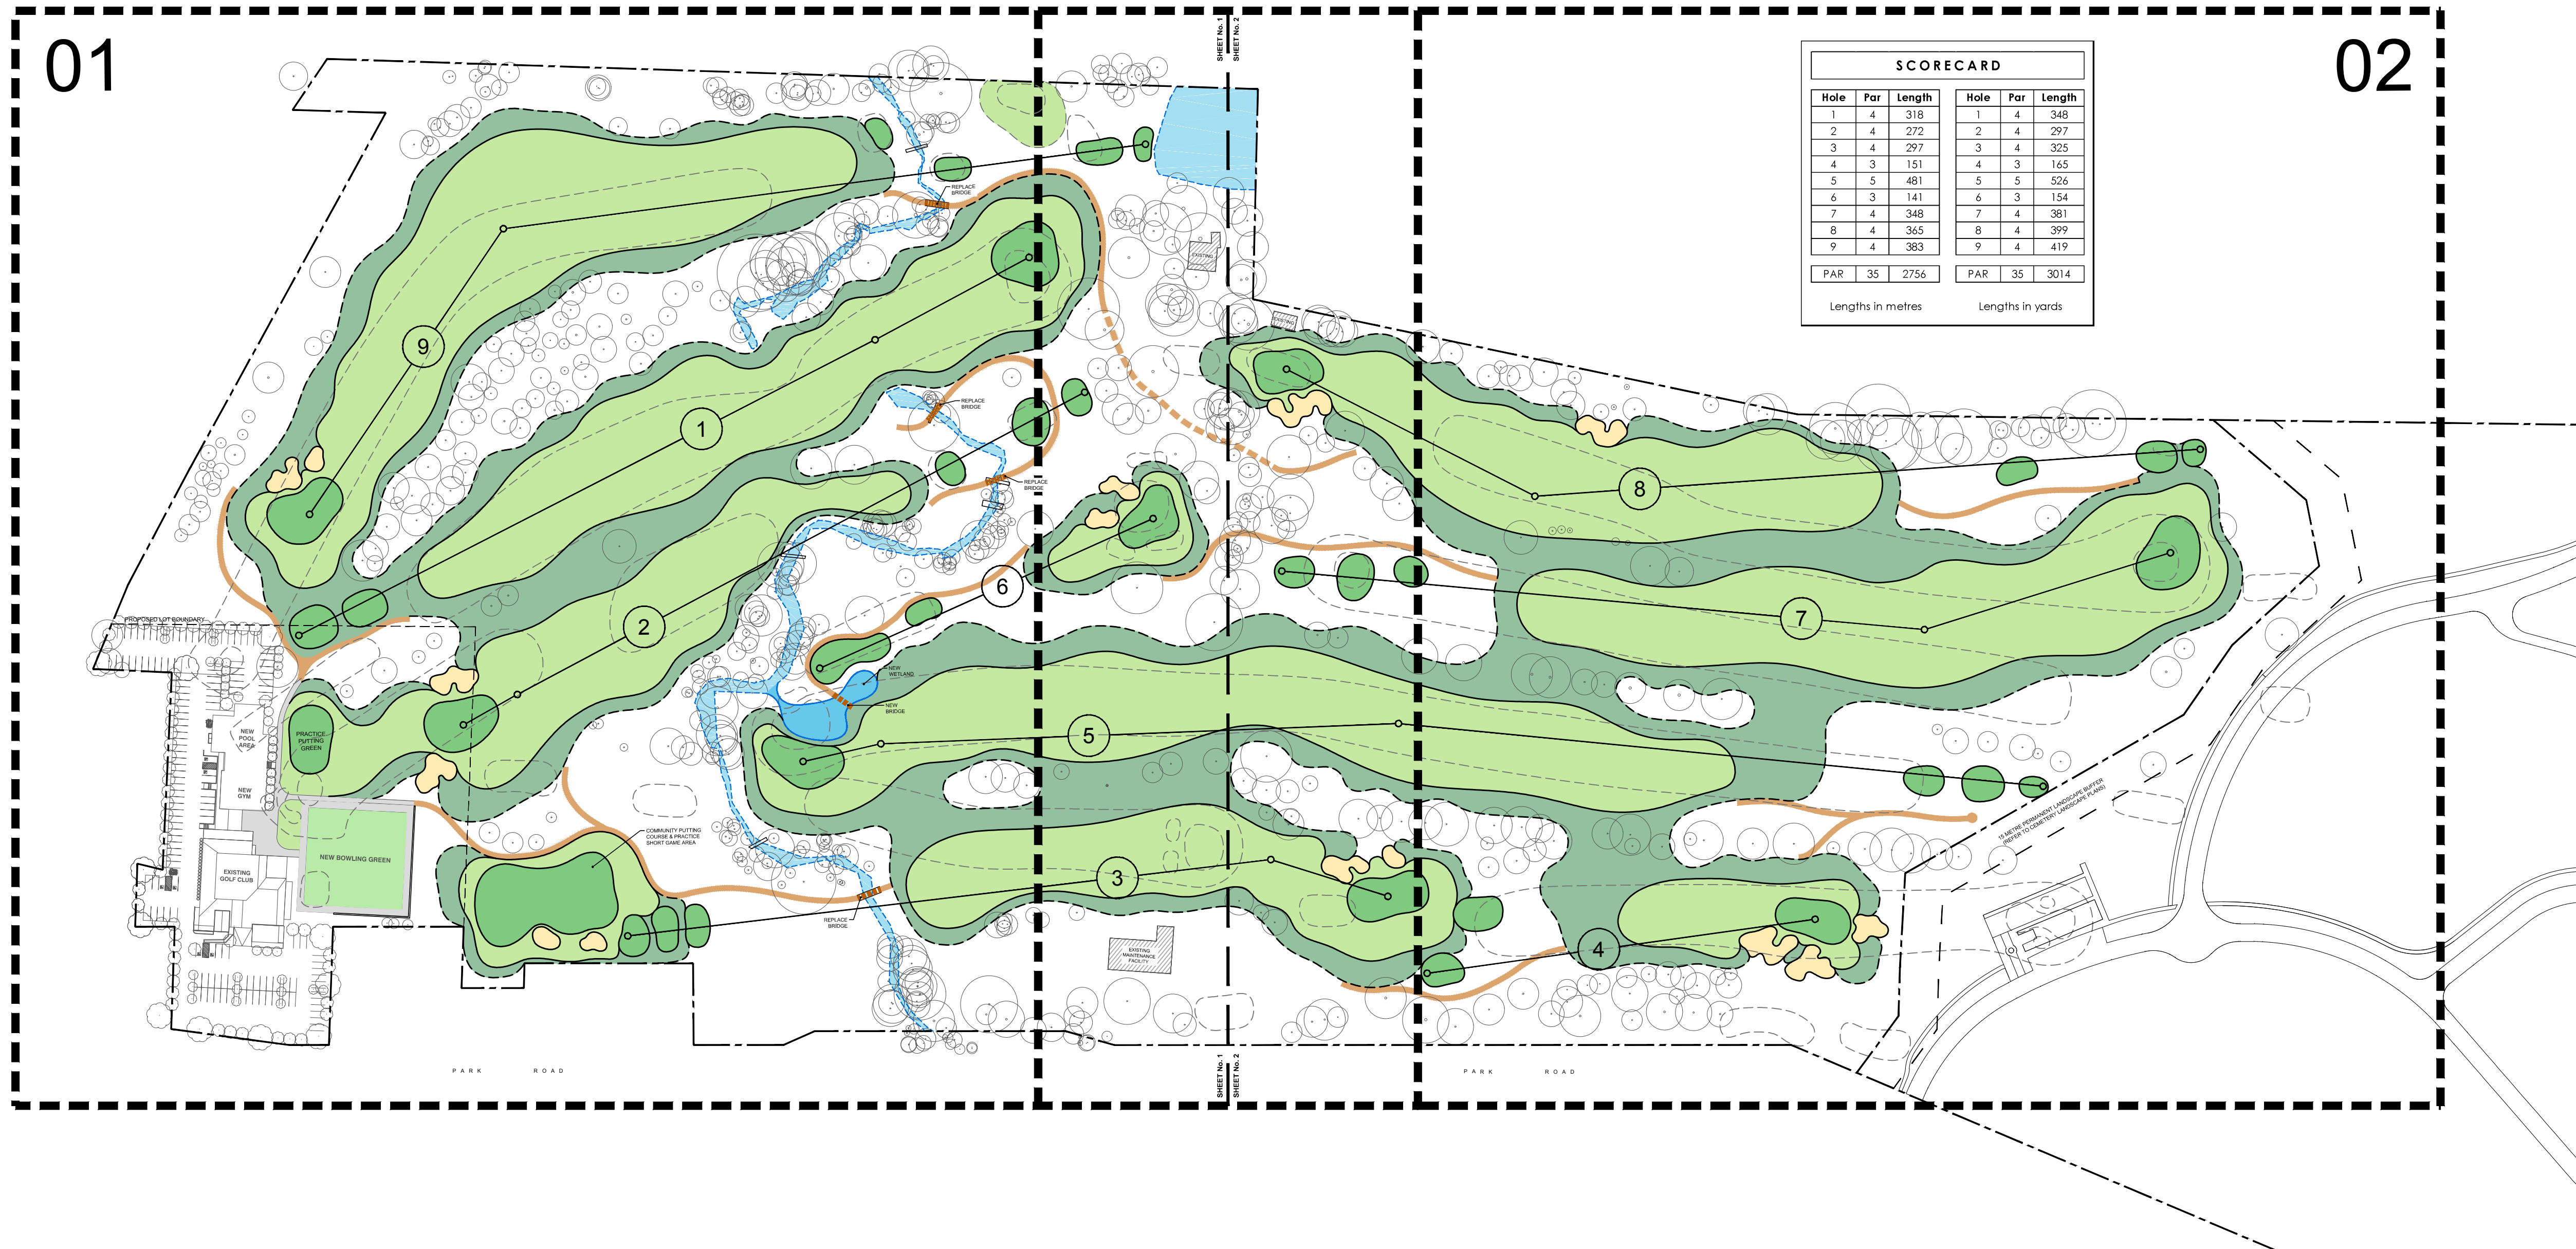 01
02
SHEET No. 1
SHEET No. 2
SCORECARD
Hole Par Length
1 4 318
2 4 272
3 4 297
4 3 151
5 5 481
6 3 141
7 4 348
8 4 365
9 4 383
PAR 35 2756
Lengths in metres
Hole Par Length
1 4 348
2 4 297
3 4 325
4 3 165
5 5 526
6 3 154
7 4 381
8 4 399
9 4 419
PAR 35 3014
Lengths in yards
REPLACE
BRIDGE
EXISTING
EXISTING
9
1
REPLACE
BRIDGE
REPLACE
BRIDGE
8
6
7
2
PROPOSED LOT BOUNDARY
NEW
WETLAND
NEW
BRIDGE
PRACTICE
PUTTING
GREEN
NEW
POOL
AREA
5
NEW
GYM
15 METRE PERMANENT LANDSCAPE BUFFER
(REFER TO CEMETERY LANDSCAPE PLANS)
COMMUNITY PUTTING
COURSE & PRACTICE
SHORT GAME AREA
NEW BOWLING GREEN
EXISTING
GOLF CLUB
3
REPLACE
BRIDGE
4
EXISTING
MAINTENANCE
FACILITY
PARK ROAD
PARK ROAD
SHEET No. 1
SHEET No. 2